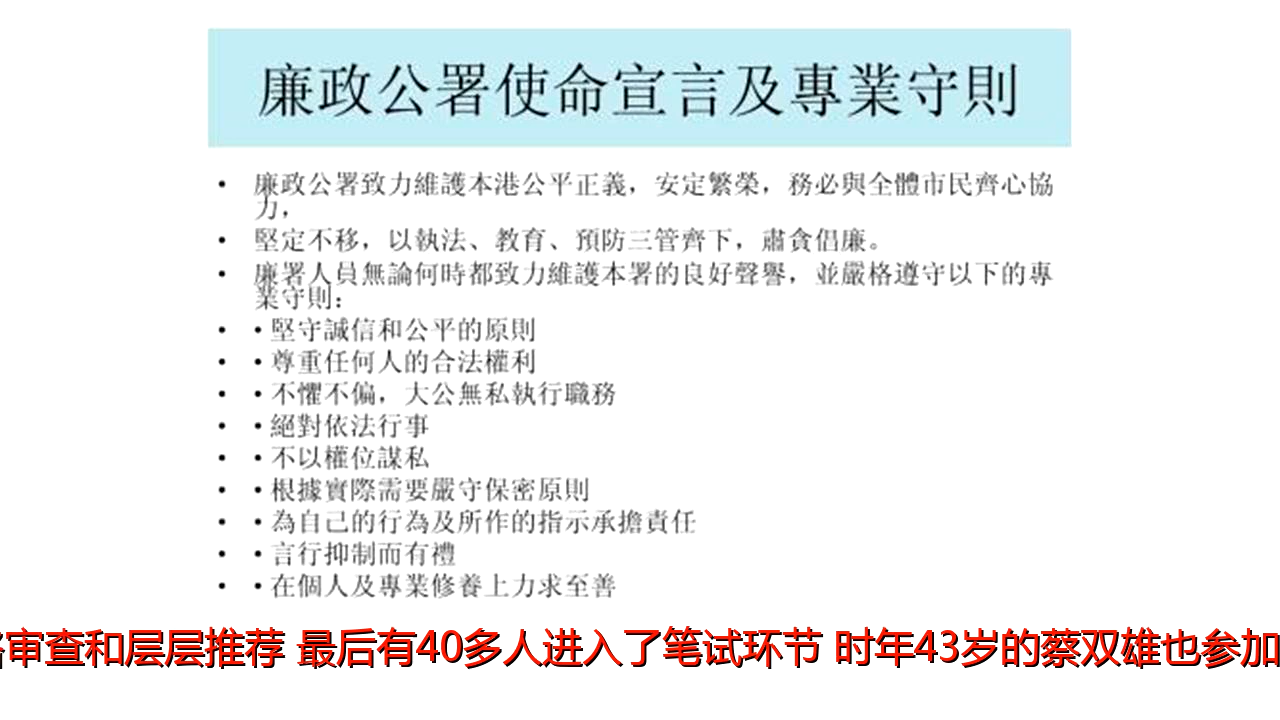 廉政公署使命宣言及專業守則
• 廉政公署致力維護本港公平正義，安定繁榮，務必與全體市民齊心協
力，
• 堅定不移，以執法、教育、預防三管齊下，肅貪倡廉。
• 廉署人員無論何時都致力維護本署的良好聲譽，並嚴格遵守以下的專
業守則：
• • 堅守誠信和公平的原則
• • 尊重任何人的合法權利
• • 不懼不偏，大公無私執行職務
• • 絕對依法行事
• • 不以權位謀私
• • 根據實際需要嚴守保密原則
• • 為自己的行為及所作的指示承擔責任
• • 言行抑制而有禮
• • 在個人及專業修養上力求至善
审查和层层推荐 最后有40多人进入了笔试环节 时年43岁的蔡双雄也参加